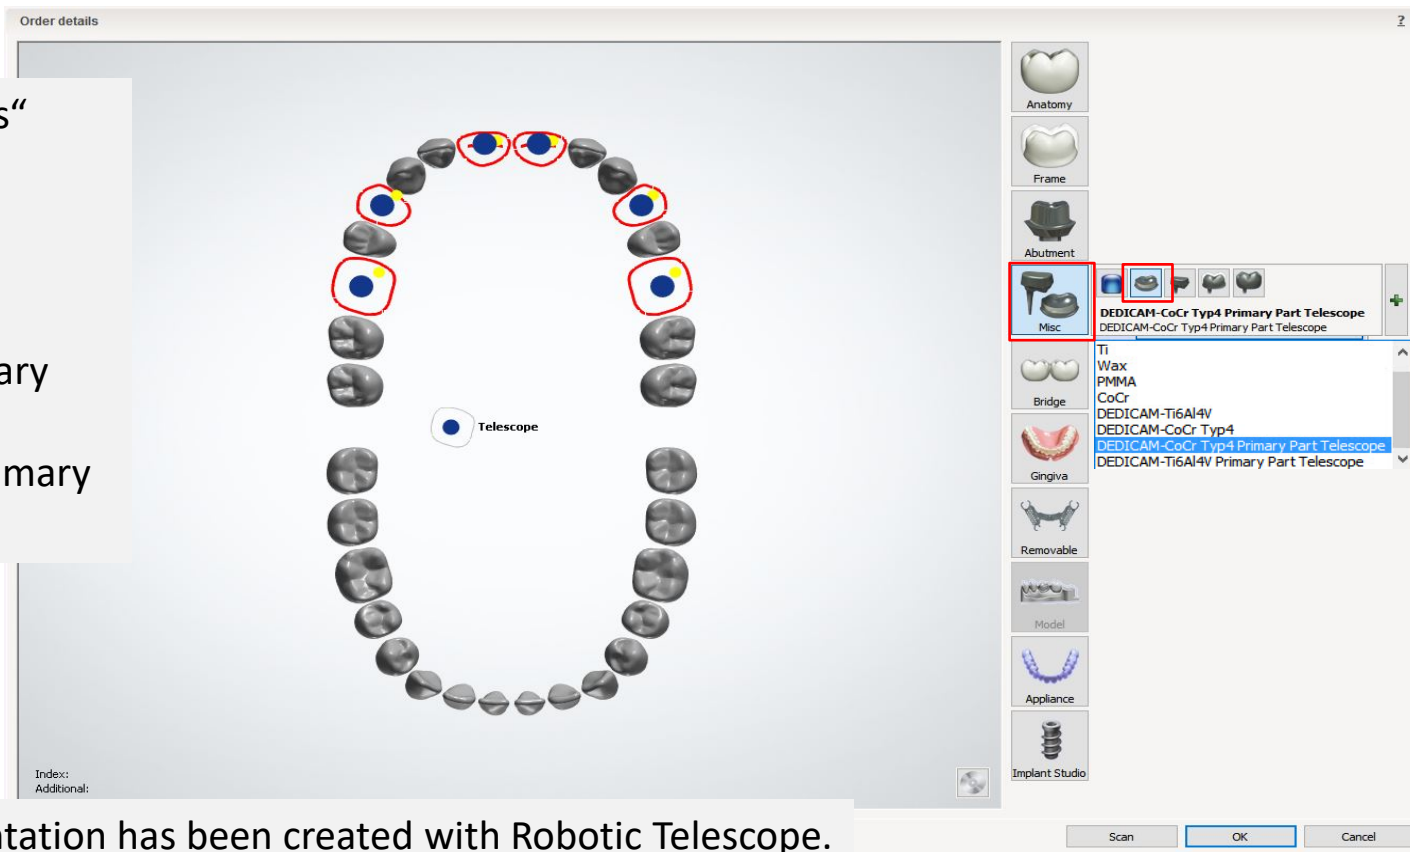 Order details
?
s“
ary
mary
Telescope
Index:
Additional:
Anatomy
Frame
Abutment
Misc
DEDICAM-CoCr Typ4 Primary Part Telescope
DEDICAM-CoCr Typ4 Primary Part Telescope
Ti
Wax
PMMA
CoCr
DEDICAM-Ti6Al4V
DEDICAM-CoCr Typ4
DEDICAM-CoCr Typ4 Primary Part Telescope
DEDICAM-Ti6Al4V Primary Part Telescope
Bridge
Gingiva
Removable
Model
Appliance
Implant Studio
ntation has been created with Robotic Telescope.
Scan
OK
Cancel